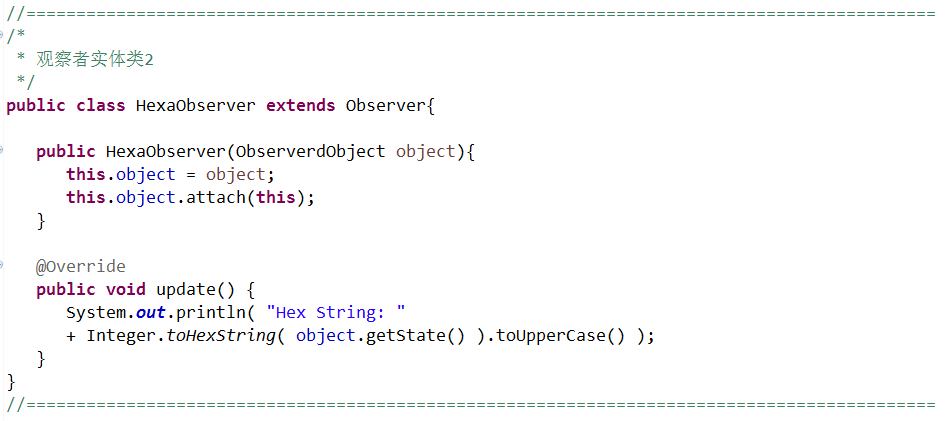 //===========================================================================================
/*
 * 观察者实体类2
 */
public class HexaObserver extends Observer{
   public HexaObserver(ObserverdObject object){
      this.object = object;
      this.object.attach(this);
   }
   @Override
   public void update() {
      System.out.println( "Hex String: "
      + Integer.toHexString( object.getState() ).toUpperCase() );
   }
}
//===========================================================================================